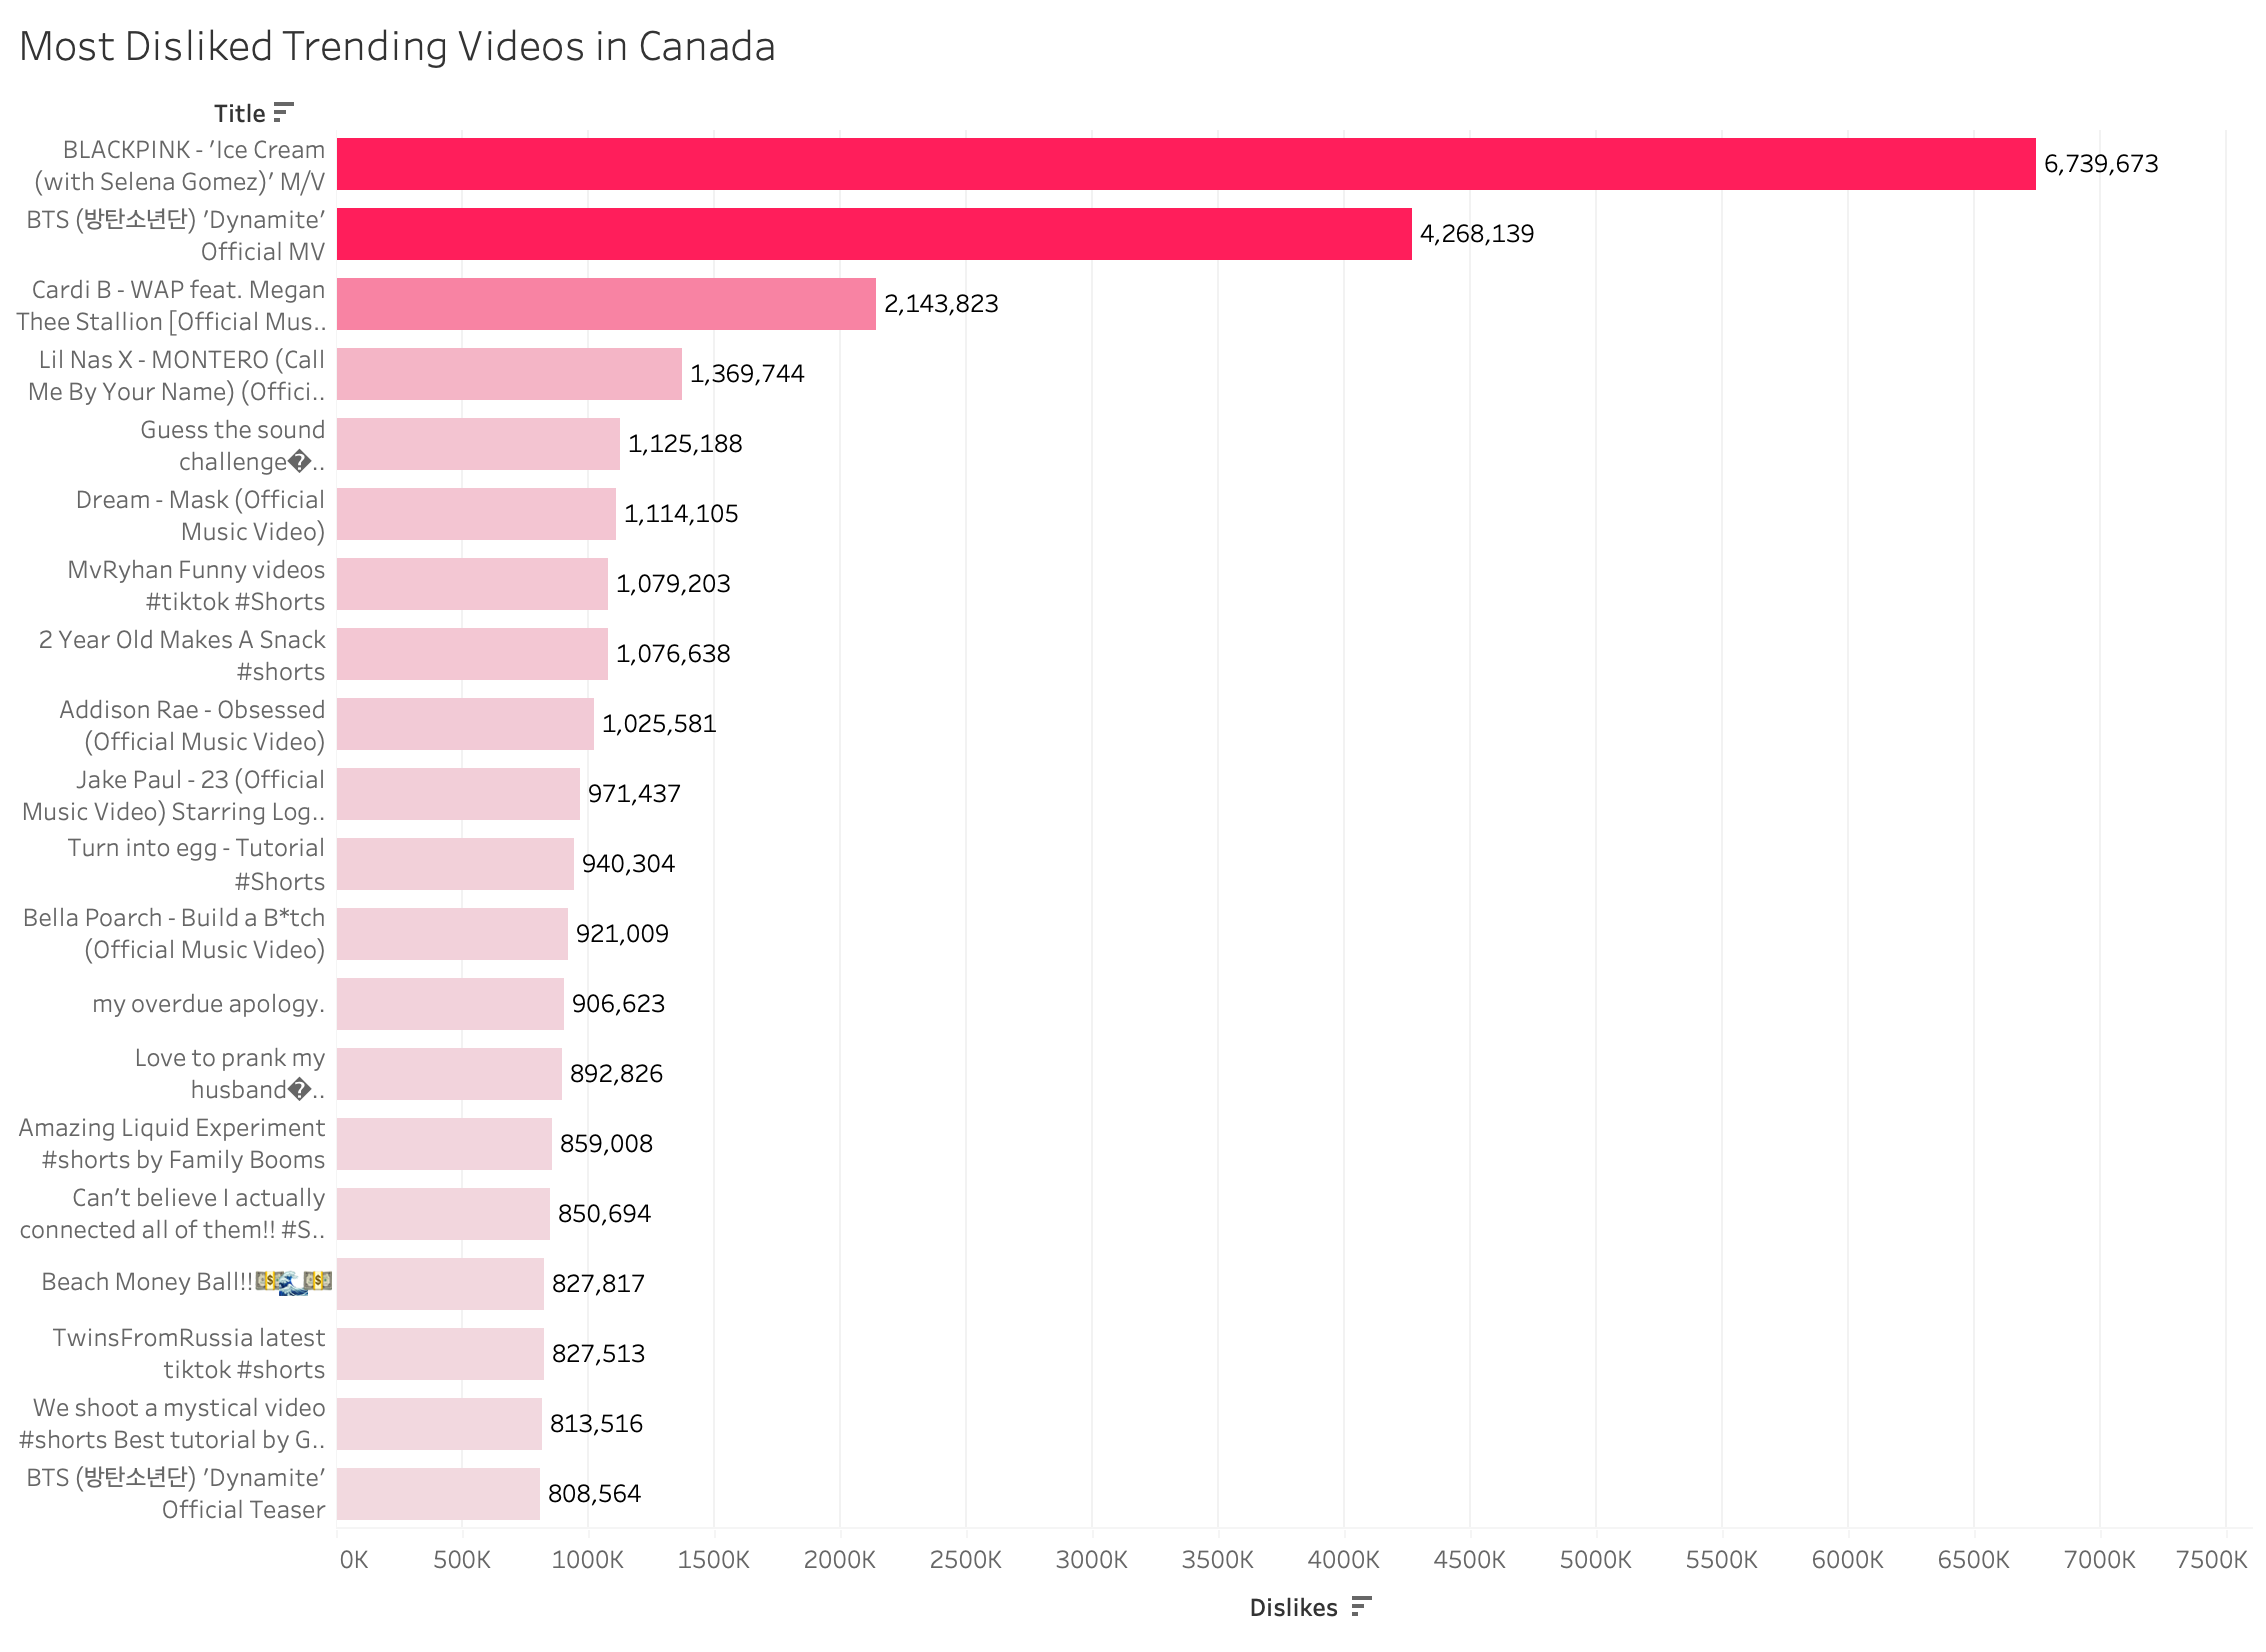 Most Disliked Trending Videos in Canada
Title
BLACKPINK - 'Ice Cream
(with Selena Gomez)' M/V
6,739,673
BTS (방탄소년단) 'Dynamite'
Official MV
4,268,139
Cardi B - WAP feat. Megan
Thee Stallion [Official Mus..
2,143,823
Lil Nas X - MONTERO (Call
Me By Your Name) (Offici..
1,369,744
Guess the sound
challenge�..
1,125,188
Dream - Mask (Official
Music Video)
1,114,105
MvRyhan Funny videos
#tiktok #Shorts
1,079,203
2 Year Old Makes A Snack
#shorts
1,076,638
Addison Rae - Obsessed
(Official Music Video)
1,025,581
Jake Paul - 23 (Official
Music Video) Starring Log..
971,437
Turn into egg - Tutorial
#Shorts
940,304
Bella Poarch - Build a B*tch
(Official Music Video)
921,009
my overdue apology.
906,623
Love to prank my
husband�..
892,826
Amazing Liquid Experiment
#shorts by Family Booms
859,008
Can't believe I actually
connected all of them!! #S..
850,694
Beach Money Ball!!💵🌊💵
827,817
TwinsFromRussia latest
tiktok #shorts
827,513
We shoot a mystical video
#shorts Best tutorial by G..
813,516
BTS (방탄소년단) 'Dynamite'
Official Teaser
808,564
0K 500K 1000K 1500K 2000K 2500K 3000K 3500K 4000K 4500K 5000K 5500K 6000K 6500K 7000K 7500K
Dislikes